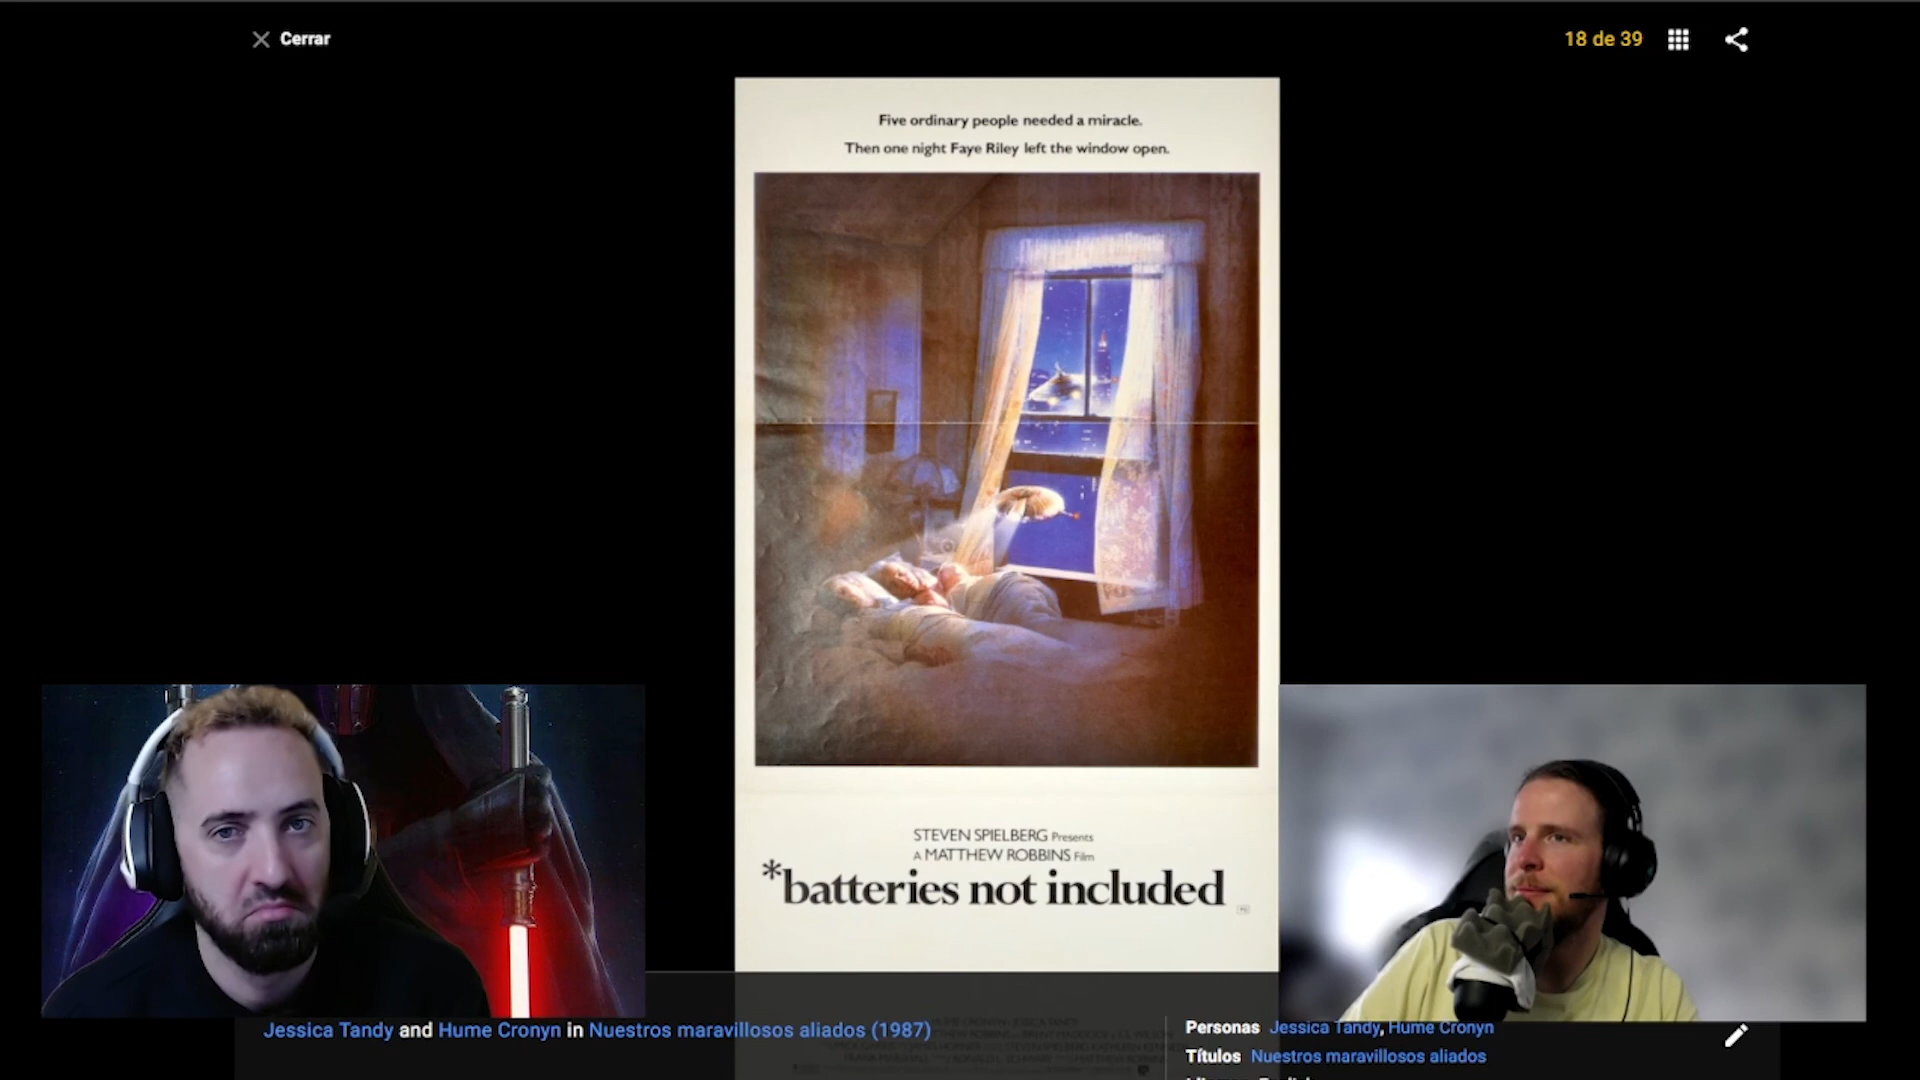 Cerrar
18 de 39
Five ordinary people needed a miracle.
Then one night Faye Riley left the window open.
STEVEN SPIELBERG Presents
A MATTHEW ROBBINS Film
*batteries not included
Jessica Tandy and Hume Cronyn in Nuestros maravillosos aliados (1987)
Personas Jessica Tandy, Hume Cronyn
Títulos Nuestros maravillosos aliados